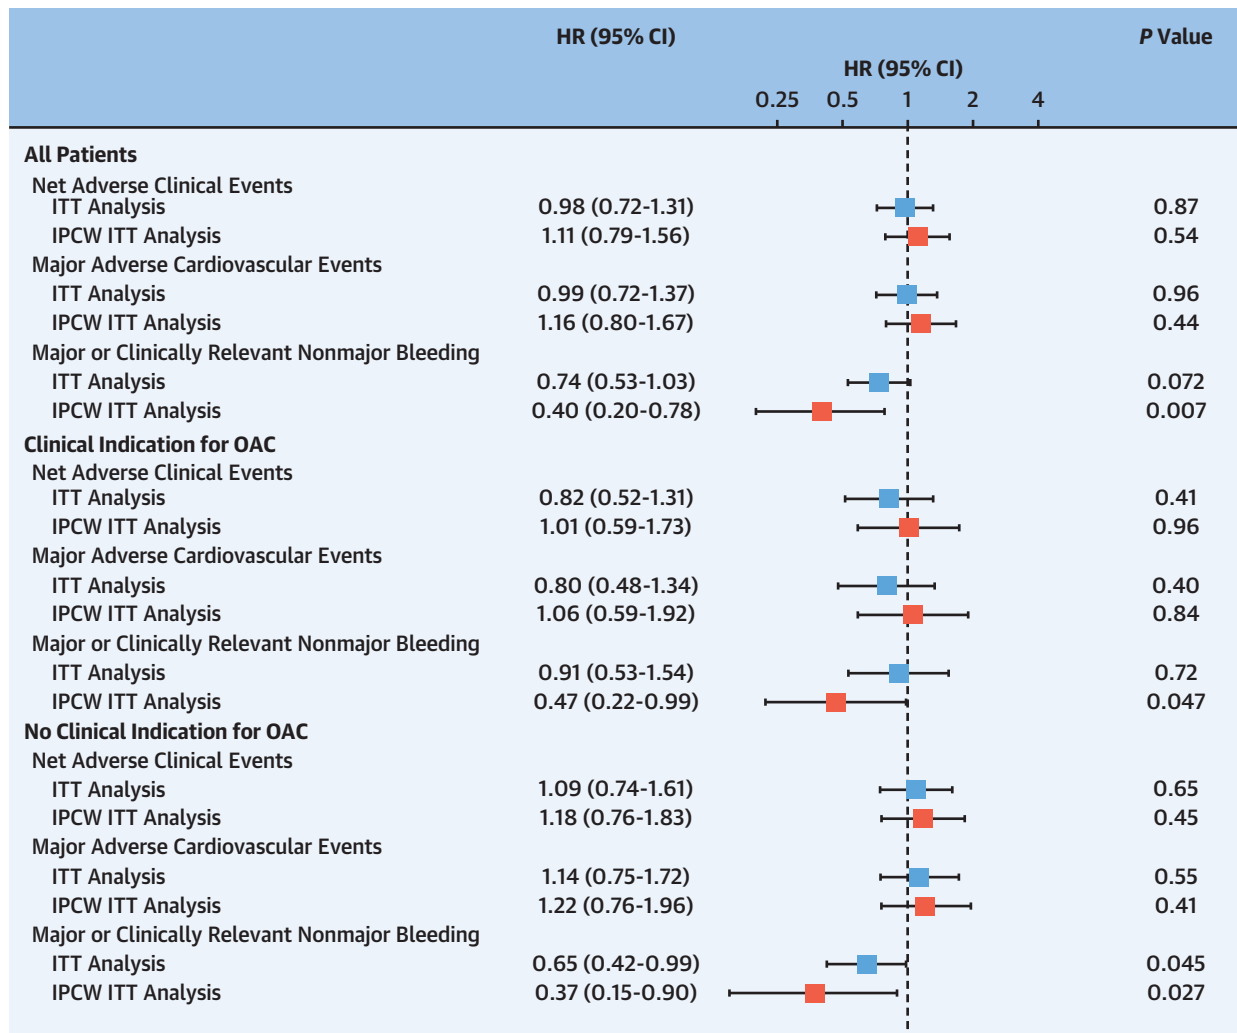 HR (95% CI) P Value
HR (95% CI)
0.25 0.5 1 2 4
All Patients
Net Adverse Clinical Events
ITT Analysis 0.98 (0.72-1.31) 0.87
IPCW ITT Analysis 1.11 (0.79-1.56) 0.54
Major Adverse Cardiovascular Events
ITT Analysis 0.99 (0.72-1.37) 0.96
IPCW ITT Analysis 1.16 (0.80-1.67) 0.44
Major or Clinically Relevant Nonmajor Bleeding
ITT Analysis 0.74 (0.53-1.03) 0.072
IPCW ITT Analysis 0.40 (0.20-0.78) 0.007
Clinical Indication for OAC
Net Adverse Clinical Events
ITT Analysis 0.82 (0.52-1.31) 0.41
IPCW ITT Analysis 1.01 (0.59-1.73) 0.96
Major Adverse Cardiovascular Events
ITT Analysis 0.80 (0.48-1.34) 0.40
IPCW ITT Analysis 1.06 (0.59-1.92) 0.84
Major or Clinically Relevant Nonmajor Bleeding
ITT Analysis 0.91 (0.53-1.54) 0.72
IPCW ITT Analysis 0.47 (0.22-0.99) 0.047
No Clinical Indication for OAC
Net Adverse Clinical Events
ITT Analysis 1.09 (0.74-1.61) 0.65
IPCW ITT Analysis 1.18 (0.76-1.83) 0.45
Major Adverse Cardiovascular Events
ITT Analysis 1.14 (0.75-1.72) 0.55
IPCW ITT Analysis 1.22 (0.76-1.96) 0.41
Major or Clinically Relevant Nonmajor Bleeding
ITT Analysis 0.65 (0.42-0.99) 0.045
IPCW ITT Analysis 0.37 (0.15-0.90) 0.027